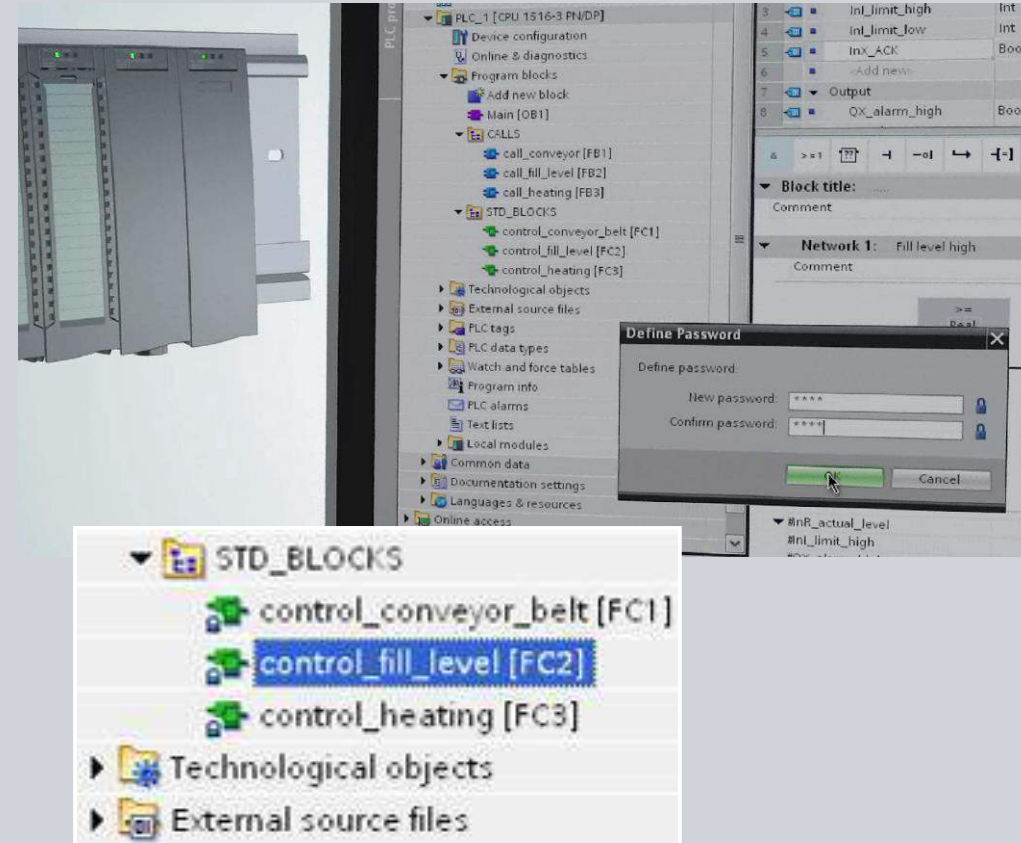 PLC_1 [CPU 1516-3 PN/DP]
Device configuration
Online & diagnostics
Program blocks
Add new block
Main [OB1]
CALLS
call_conveyor [FB1]
call_fill_level [FB2]
call_heating [FB3]
STD_BLOCKS
control_conveyor_belt [FC1]
control_fill_level [FC2]
control_heating [FC3]
Technological objects
External source files
PLC tags
PLC data types
Watch and force tables
Program info
PLC alarms
Text lists
Local modules
Common data
Documentation settings
Languages & resources
Online access
3 InI_limit_high Int
4 InI_limit_low Int
5 InX_ACK Boo
6 <Add new>
7 Output
8 QX_alarm_high Boo
& >=1 [??] ⊣ —o| ↦ -[=]
Block title: .....
Comment
Network 1: Fill level high
Comment
>=
Real
Define Password
Define password:
New password: ****
Confirm password: ****
OK Cancel
#InR_actual_level
#InI_limit_high
STD_BLOCKS
control_conveyor_belt [FC1]
control_fill_level [FC2]
control_heating [FC3]
Technological objects
External source files